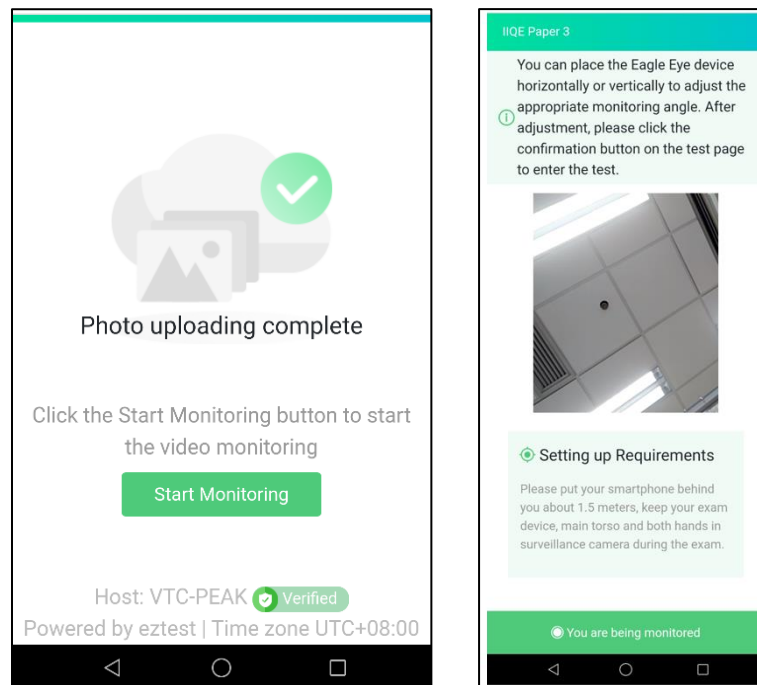 Photo uploading complete
Click the Start Monitoring button to start
the video monitoring
Start Monitoring
Host: VTC-PEAK Verified
Powered by eztest | Time zone UTC+08:00
IIQE Paper 3
You can place the Eagle Eye device
horizontally or vertically to adjust the
appropriate monitoring angle. After
adjustment, please click the
confirmation button on the test page
to enter the test.
Setting up Requirements
Please put your smartphone behind
you about 1.5 meters, keep your exam
device, main torso and both hands in
surveillance camera during the exam.
You are being monitored